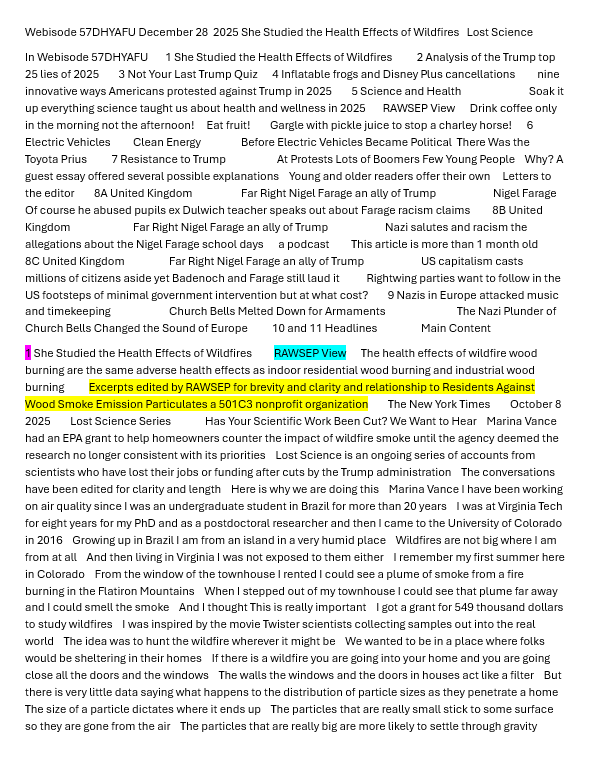 Webisode 57DHYAFU December 28 2025 She Studied the Health Effects of Wildfires Lost Science
In Webisode 57DHYAFU 1 She Studied the Health Effects of Wildfires 2 Analysis of the Trump top
25 lies of 2025 3 Not Your Last Trump Quiz 4 Inflatable frogs and Disney Plus cancellations nine
innovative ways Americans protested against Trump in 2025 5 Science and Health Soak it
up everything science taught us about health and wellness in 2025 RAWSEP View Drink coffee only
in the morning not the afternoon! Eat fruit! Gargle with pickle juice to stop a charley horse! 6
Electric Vehicles Clean Energy Before Electric Vehicles Became Political There Was the
Toyota Prius 7 Resistance to Trump At Protests Lots of Boomers Few Young People Why? A
guest essay offered several possible explanations Young and older readers offer their own Letters to
the editor 8A United Kingdom Far Right Nigel Farage an ally of Trump Nigel Farage
Of course he abused pupils ex Dulwich teacher speaks out about Farage racism claims 8B United
Kingdom Far Right Nigel Farage an ally of Trump Nazi salutes and racism the
allegations about the Nigel Farage school days a podcast This article is more than 1 month old
8C United Kingdom Far Right Nigel Farage an ally of Trump US capitalism casts
millions of citizens aside yet Badenoch and Farage still laud it Rightwing parties want to follow in the
US footsteps of minimal government intervention but at what cost? 9 Nazis in Europe attacked music
and timekeeping Church Bells Melted Down for Armaments The Nazi Plunder of
Church Bells Changed the Sound of Europe 10 and 11 Headlines Main Content
1 She Studied the Health Effects of Wildfires RAWSEP View The health effects of wildfire wood
burning are the same adverse health effects as indoor residential wood burning and industrial wood
burning Excerpts edited by RAWSEP for brevity and clarity and relationship to Residents Against
Wood Smoke Emission Particulates a 501C3 nonprofit organization The New York Times October 8
2025 Lost Science Series Has Your Scientific Work Been Cut? We Want to Hear Marina Vance
had an EPA grant to help homeowners counter the impact of wildfire smoke until the agency deemed the
research no longer consistent with its priorities Lost Science is an ongoing series of accounts from
scientists who have lost their jobs or funding after cuts by the Trump administration The conversations
have been edited for clarity and length Here is why we are doing this Marina Vance I have been working
on air quality since I was an undergraduate student in Brazil for more than 20 years I was at Virginia Tech
for eight years for my PhD and as a postdoctoral researcher and then I came to the University of Colorado
in 2016 Growing up in Brazil I am from an island in a very humid place Wildfires are not big where I am
from at all And then living in Virginia I was not exposed to them either I remember my first summer here
in Colorado From the window of the townhouse I rented I could see a plume of smoke from a fire
burning in the Flatiron Mountains When I stepped out of my townhouse I could see that plume far away
and I could smell the smoke And I thought This is really important I got a grant for 549 thousand dollars
to study wildfires I was inspired by the movie Twister scientists collecting samples out into the real
world The idea was to hunt the wildfire wherever it might be We wanted to be in a place where folks
would be sheltering in their homes If there is a wildfire you are going into your home and you are going
close all the doors and the windows The walls the windows and the doors in houses act like a filter But
there is very little data saying what happens to the distribution of particle sizes as they penetrate a home
The size of a particle dictates where it ends up The particles that are really small stick to some surface
so they are gone from the air The particles that are really big are more likely to settle through gravity